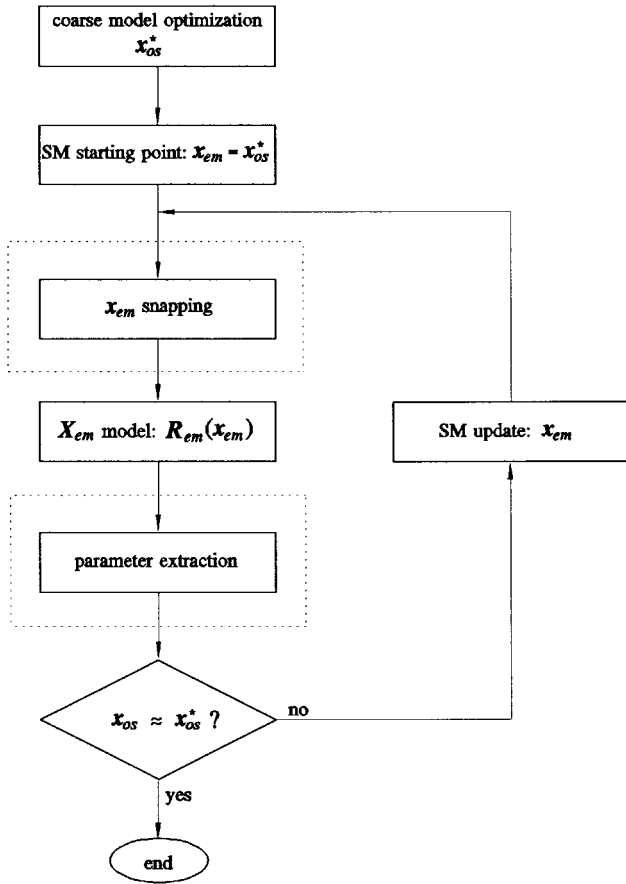 coarse model optimization
x*os
SM starting point: xem = x*os
xem snapping
Xem model: Rem(xem)
SM update: xem
parameter extraction
xos ≈ x*os ?
no
yes
end